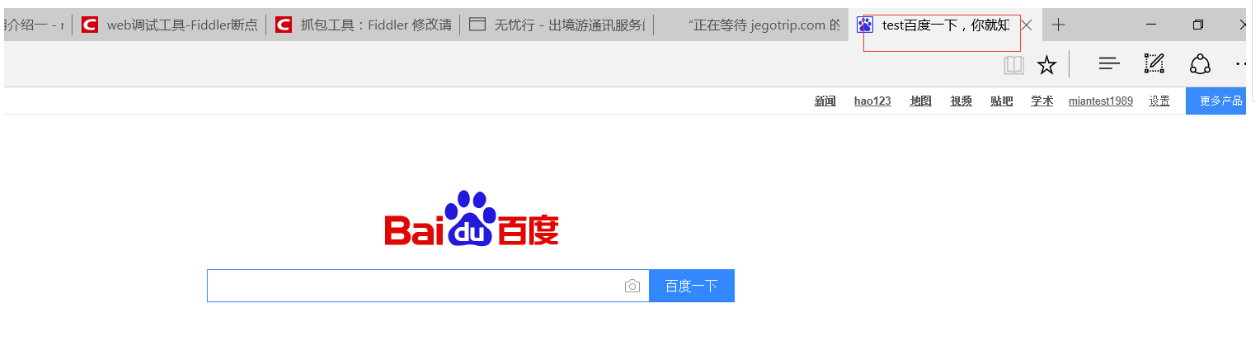 介绍一 -
web调试工具-Fiddler断点
抓包工具：Fiddler 修改请
无忧行 - 出境游通讯服务
"正在等待 jegotrip.com 的
test百度一下，你就知
新闻 hao123 地图 视频 贴吧 学术 miantest1989 设置 更多产品
Bai du 百度
百度一下